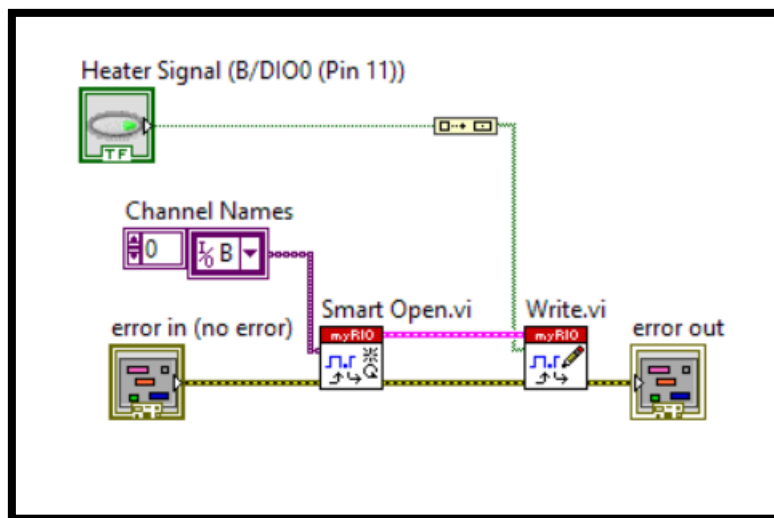 Heater Signal (B/DIO0 (Pin 11))
TF
Channel Names
0
I/O B
Smart Open.vi
Write.vi
error in (no error)
myRIO
myRIO
error out